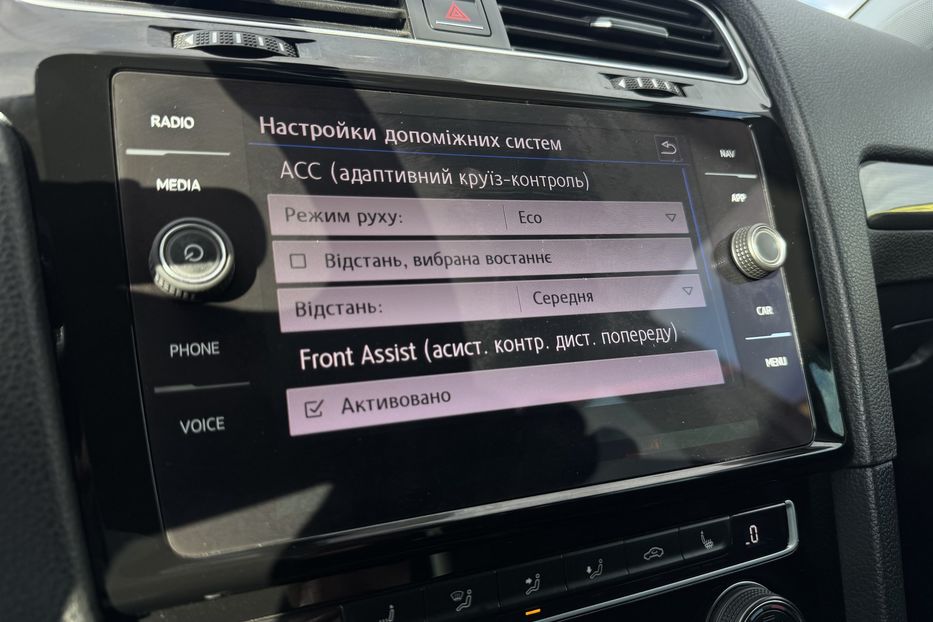 RADIO
MEDIA
PHONE
VOICE
Настройки допоміжних систем
ACC (адаптивний круїз-контроль)
Режим руху: Eco
Відстань, вибрана востаннє
Відстань: Середня
Front Assist (асист. контр. дист. попереду)
Активовано
NAV
APP
CAR
MENU
0